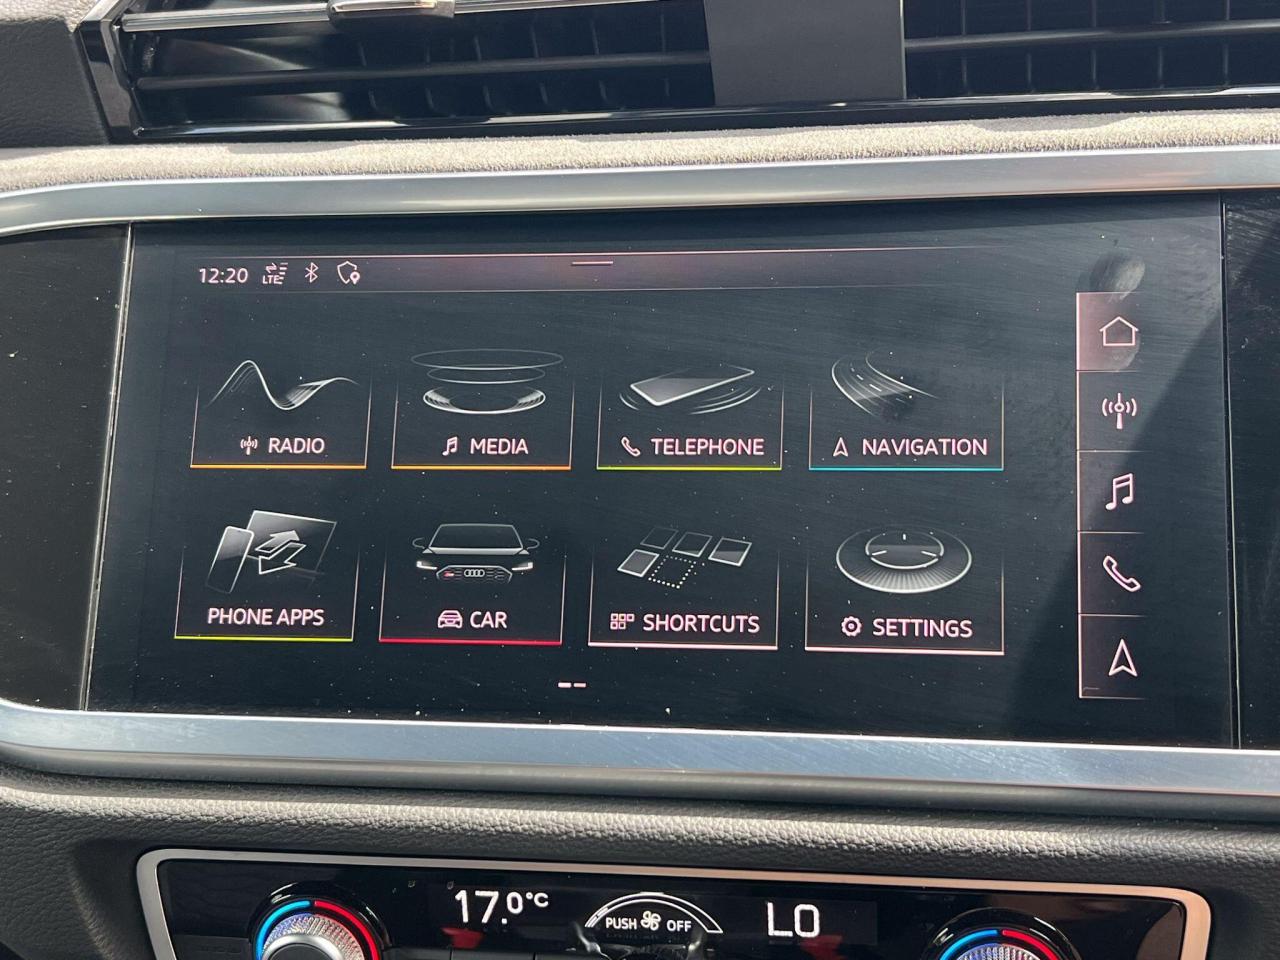 12:20 LTE
RADIO MEDIA TELEPHONE NAVIGATION
PHONE APPS CAR SHORTCUTS SETTINGS
17.0°C PUSH OFF LO